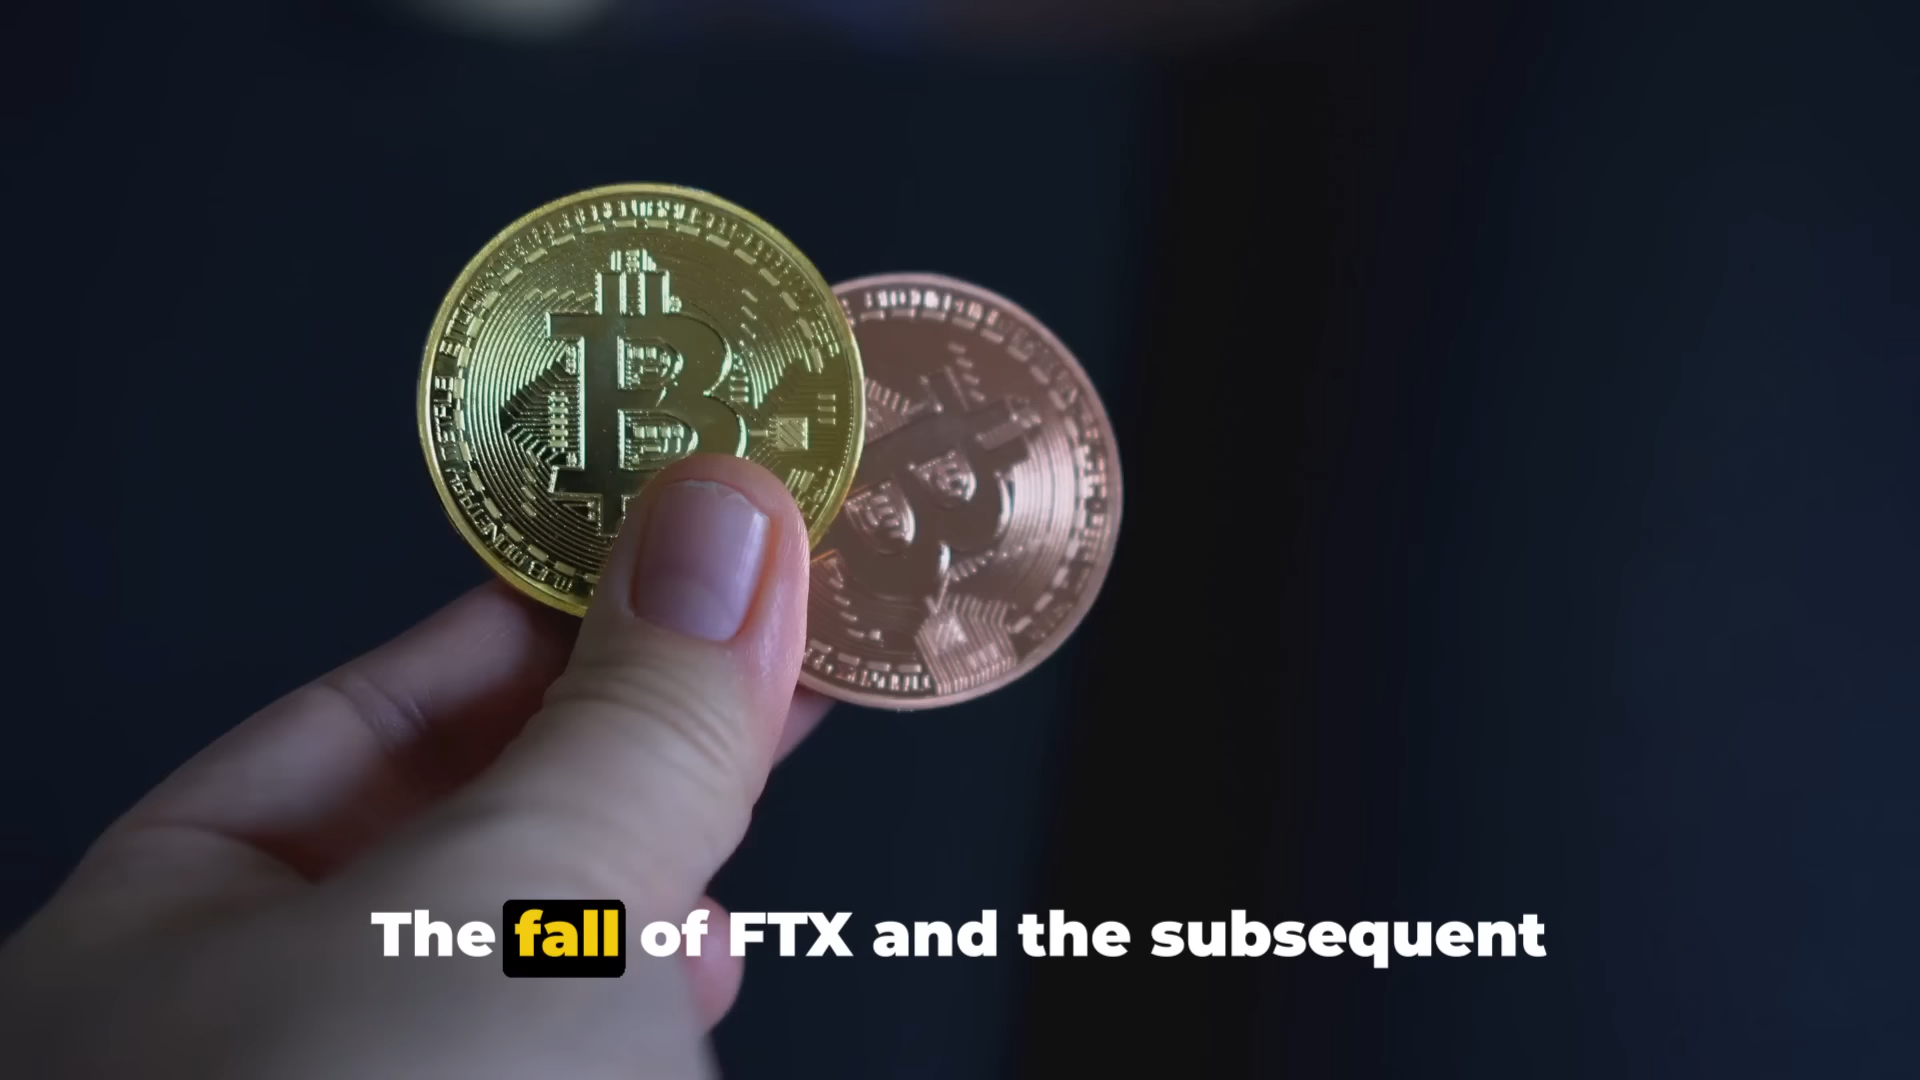 The fall of FTX and the subsequent